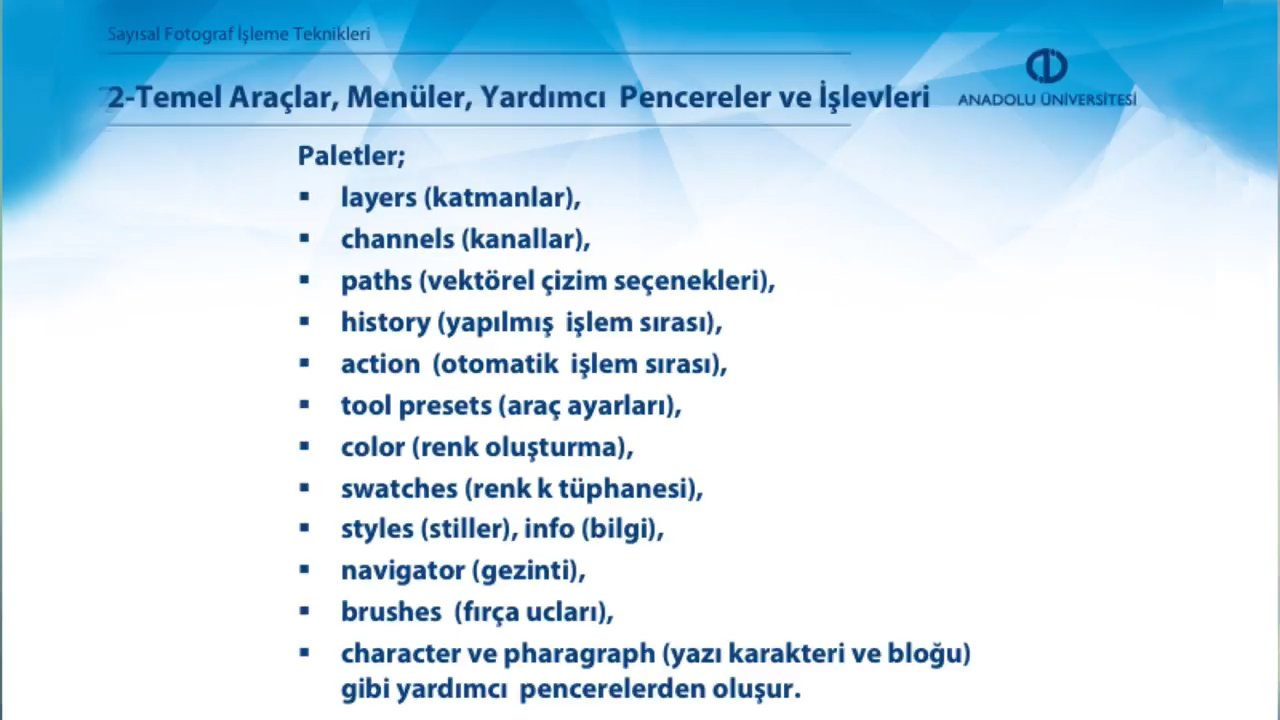 Sayısal Fotograf İşleme Teknikleri
2-Temel Araçlar, Menüler, Yardımcı Pencereler ve İşlevleri
ANADOLU ÜNİVERSİTESİ
Paletler;
▪ layers (katmanlar),
▪ channels (kanallar),
▪ paths (vektörel çizim seçenekleri),
▪ history (yapılmış işlem sırası),
▪ action (otomatik işlem sırası),
▪ tool presets (araç ayarları),
▪ color (renk oluşturma),
▪ swatches (renk k tüphanesi),
▪ styles (stiller), info (bilgi),
▪ navigator (gezinti),
▪ brushes (fırça ucları),
▪ character ve pharagraph (yazı karakteri ve bloğu)
gibi yardımcı pencerelerden oluşur.